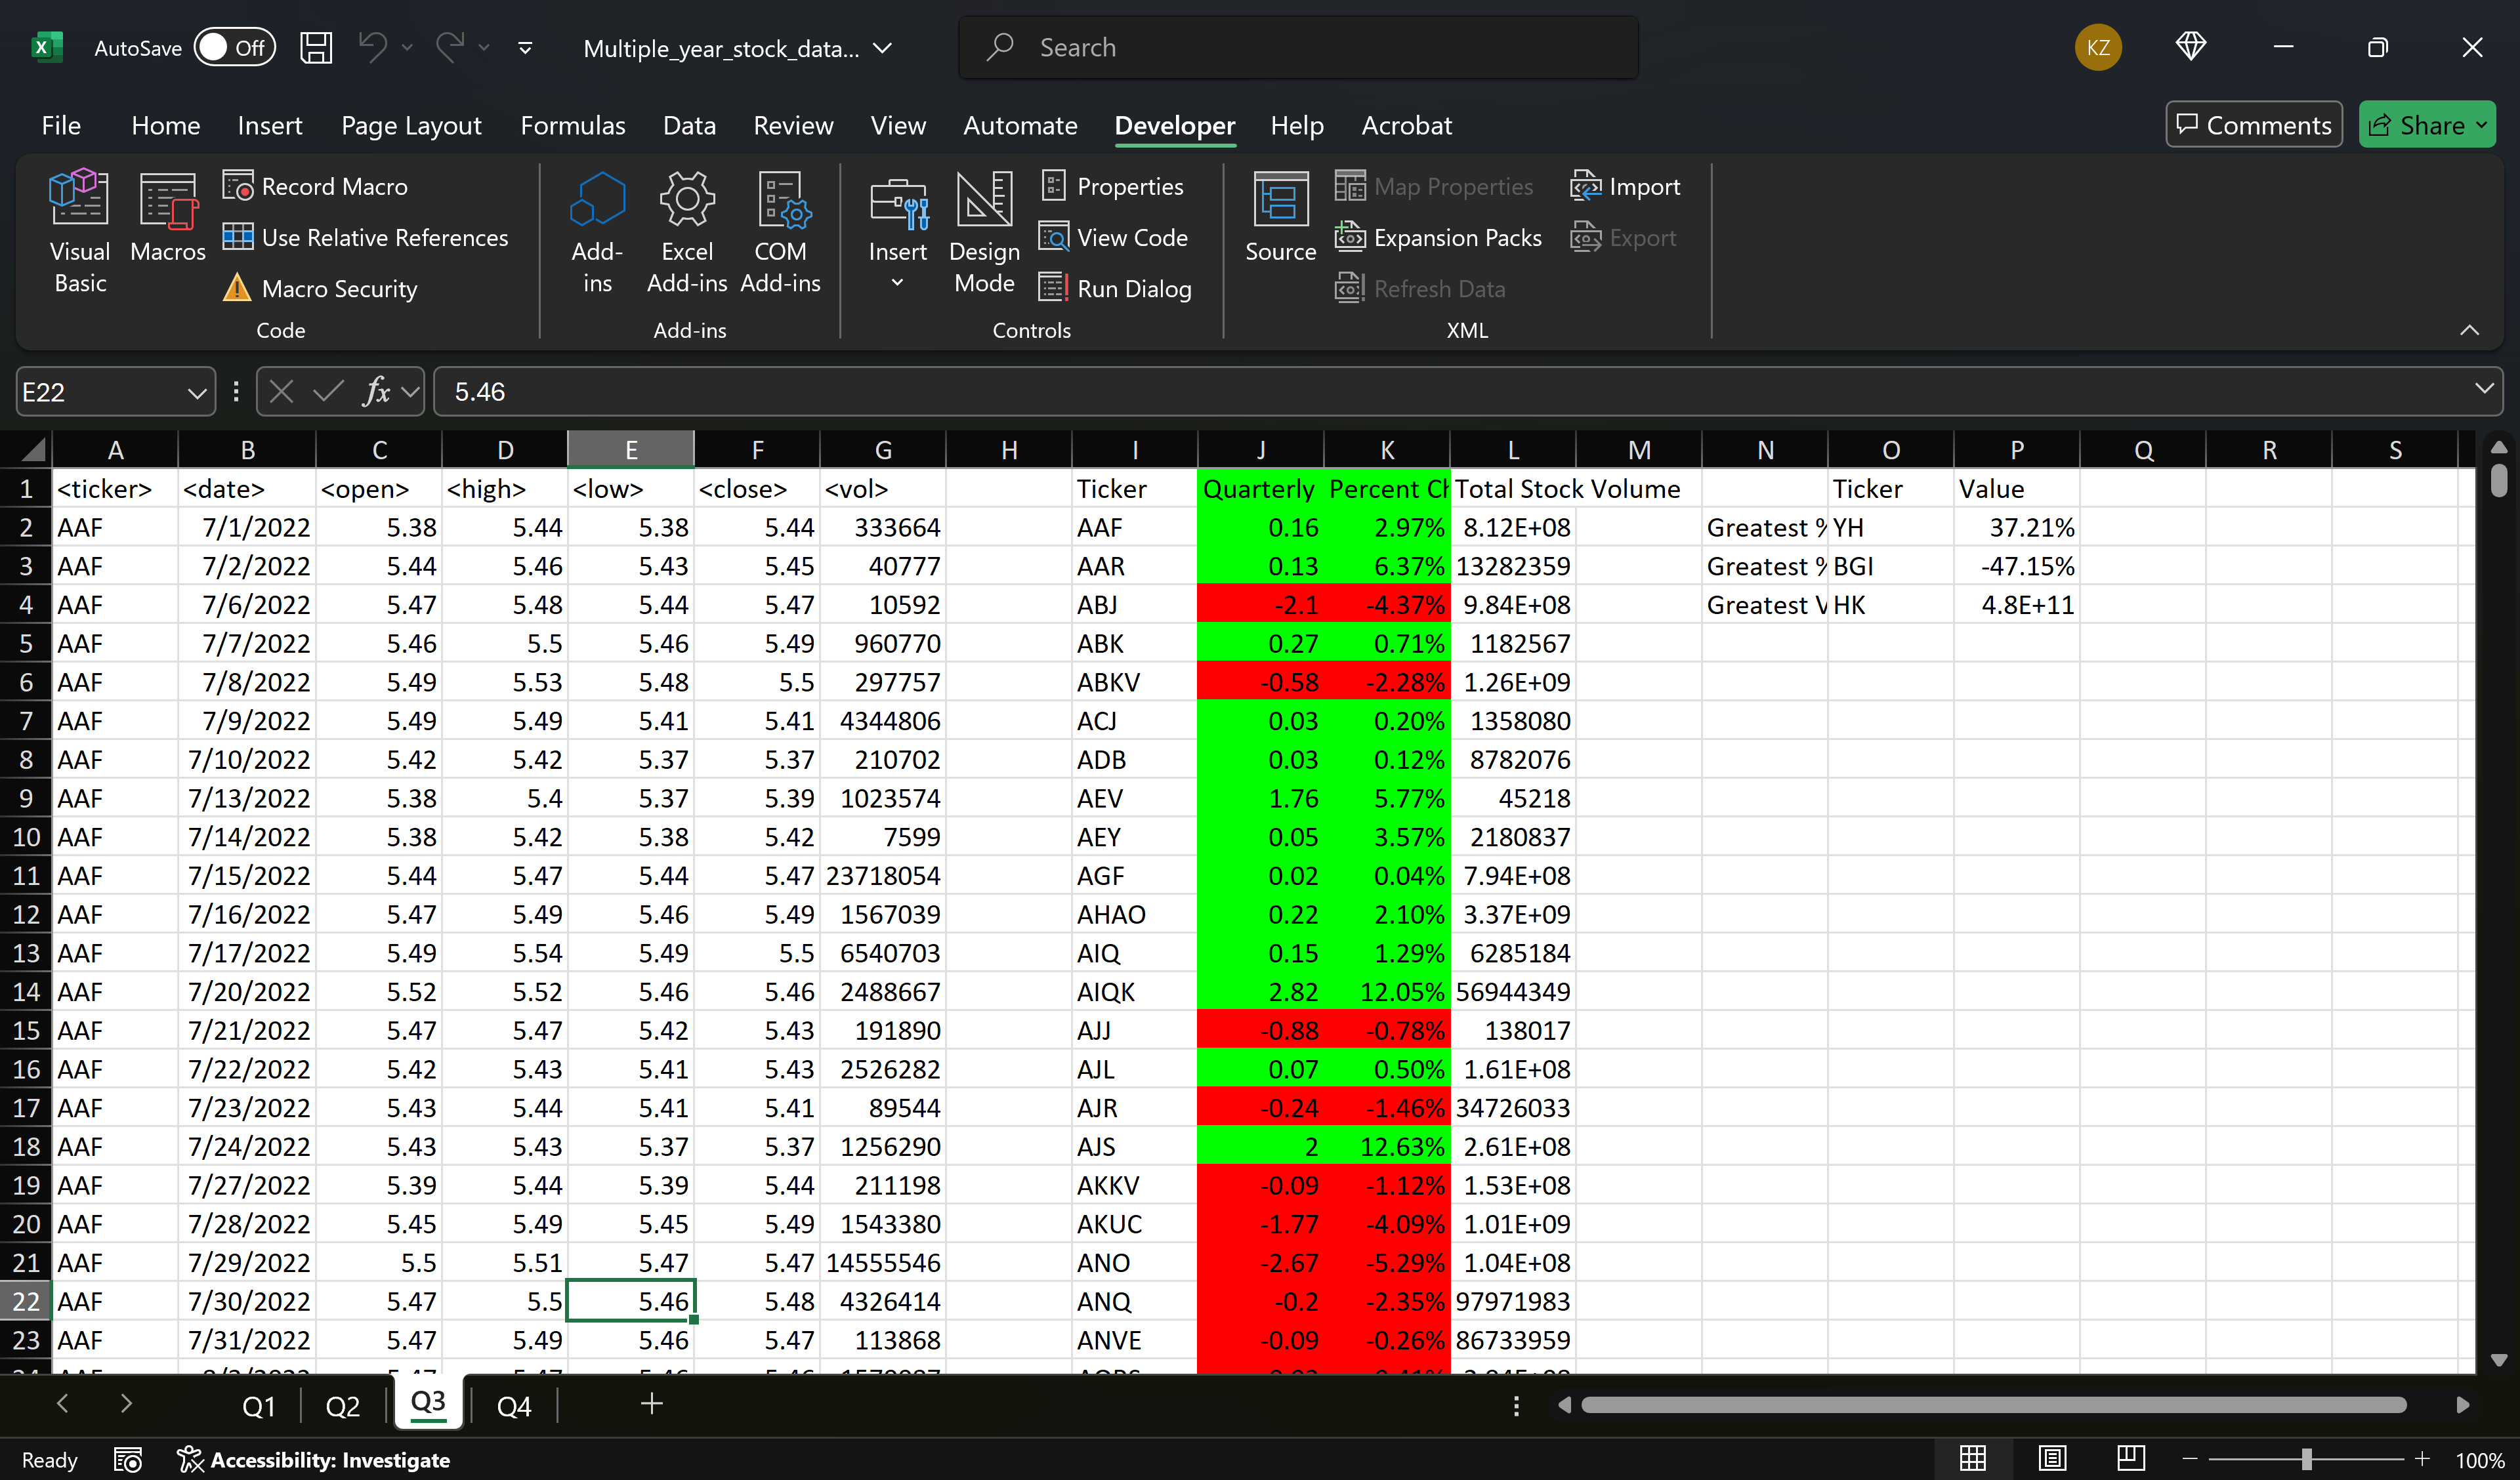 AutoSave Off Multiple_year_stock_data... Search KZ
File Home Insert Page Layout Formulas Data Review View Automate Developer Help Acrobat Comments Share
Visual Basic
Macros
Record Macro
Use Relative References
Macro Security
Code
Add-ins
Excel Add-ins
COM Add-ins
Add-ins
Insert
Design Mode
Properties
View Code
Run Dialog
Controls
Source
Map Properties
Expansion Packs
Refresh Data
Import
Export
XML
E22 fx 5.46
A B C D E F G H I J K L M N O P Q R S
1 <ticker> <date> <open> <high> <low> <close> <vol> Ticker Quarterly Percent Ch Total Stock Volume Ticker Value
2 AAF 7/1/2022 5.38 5.44 5.38 5.44 333664 AAF 0.16 2.97% 8.12E+08 Greatest % YH 37.21%
3 AAF 7/2/2022 5.44 5.46 5.43 5.45 40777 AAR 0.13 6.37% 13282359 Greatest % BGI -47.15%
4 AAF 7/6/2022 5.47 5.48 5.44 5.47 10592 ABJ -2.1 -4.37% 9.84E+08 Greatest V HK 4.8E+11
5 AAF 7/7/2022 5.46 5.5 5.46 5.49 960770 ABK 0.27 0.71% 1182567
6 AAF 7/8/2022 5.49 5.53 5.48 5.5 297757 ABKV -0.58 -2.28% 1.26E+09
7 AAF 7/9/2022 5.49 5.49 5.41 5.41 4344806 ACJ 0.03 0.20% 1358080
8 AAF 7/10/2022 5.42 5.42 5.37 5.37 210702 ADB 0.03 0.12% 8782076
9 AAF 7/13/2022 5.38 5.4 5.37 5.39 1023574 AEV 1.76 5.77% 45218
10 AAF 7/14/2022 5.38 5.42 5.38 5.42 7599 AEY 0.05 3.57% 2180837
11 AAF 7/15/2022 5.44 5.47 5.44 5.47 23718054 AGF 0.02 0.04% 7.94E+08
12 AAF 7/16/2022 5.47 5.49 5.46 5.49 1567039 AHAO 0.22 2.10% 3.37E+09
13 AAF 7/17/2022 5.49 5.54 5.49 5.5 6540703 AIQ 0.15 1.29% 6285184
14 AAF 7/20/2022 5.52 5.52 5.46 5.46 2488667 AIQK 2.82 12.05% 56944349
15 AAF 7/21/2022 5.47 5.47 5.42 5.43 191890 AJJ -0.88 -0.78% 138017
16 AAF 7/22/2022 5.42 5.43 5.41 5.43 2526282 AJL 0.07 0.50% 1.61E+08
17 AAF 7/23/2022 5.43 5.44 5.41 5.41 89544 AJR -0.24 -1.46% 34726033
18 AAF 7/24/2022 5.43 5.43 5.37 5.37 1256290 AJS 2 12.63% 2.61E+08
19 AAF 7/27/2022 5.39 5.44 5.39 5.44 211198 AKKV -0.09 -1.12% 1.53E+08
20 AAF 7/28/2022 5.45 5.49 5.45 5.49 1543380 AKUC -1.77 -4.09% 1.01E+09
21 AAF 7/29/2022 5.5 5.51 5.47 5.47 14555546 ANO -2.67 -5.29% 1.04E+08
22 AAF 7/30/2022 5.47 5.5 5.46 5.48 4326414 ANQ -0.2 -2.35% 97971983
23 AAF 7/31/2022 5.47 5.49 5.46 5.47 113868 ANVE -0.09 -0.26% 86733959
Q1 Q2 Q3 Q4
Ready Accessibility: Investigate 100%